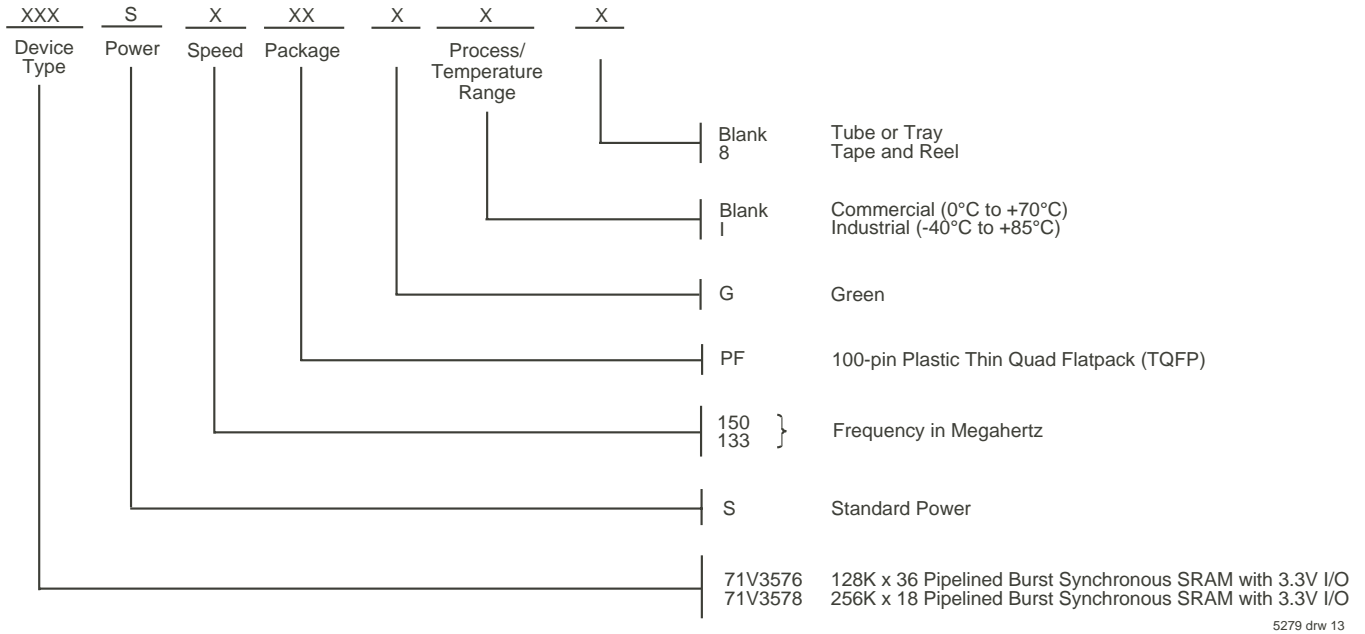 XXX S X XX X X X
Device Type Power Speed Package Process/ Temperature Range
Blank Tube or Tray
8 Tape and Reel
Blank Commercial (0°C to +70°C)
I Industrial (-40°C to +85°C)
G Green
PF 100-pin Plastic Thin Quad Flatpack (TQFP)
150
133 } Frequency in Megahertz
S Standard Power
71V3576 128K x 36 Pipelined Burst Synchronous SRAM with 3.3V I/O
71V3578 256K x 18 Pipelined Burst Synchronous SRAM with 3.3V I/O
5279 drw 13